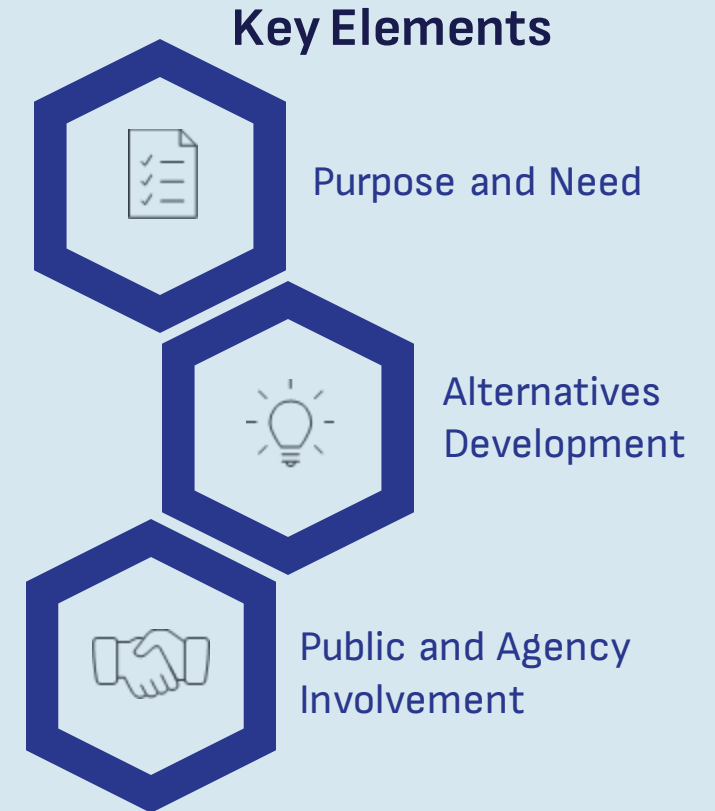 Key Elements
Purpose and Need
Alternatives
Development
Public and Agency
Involvement